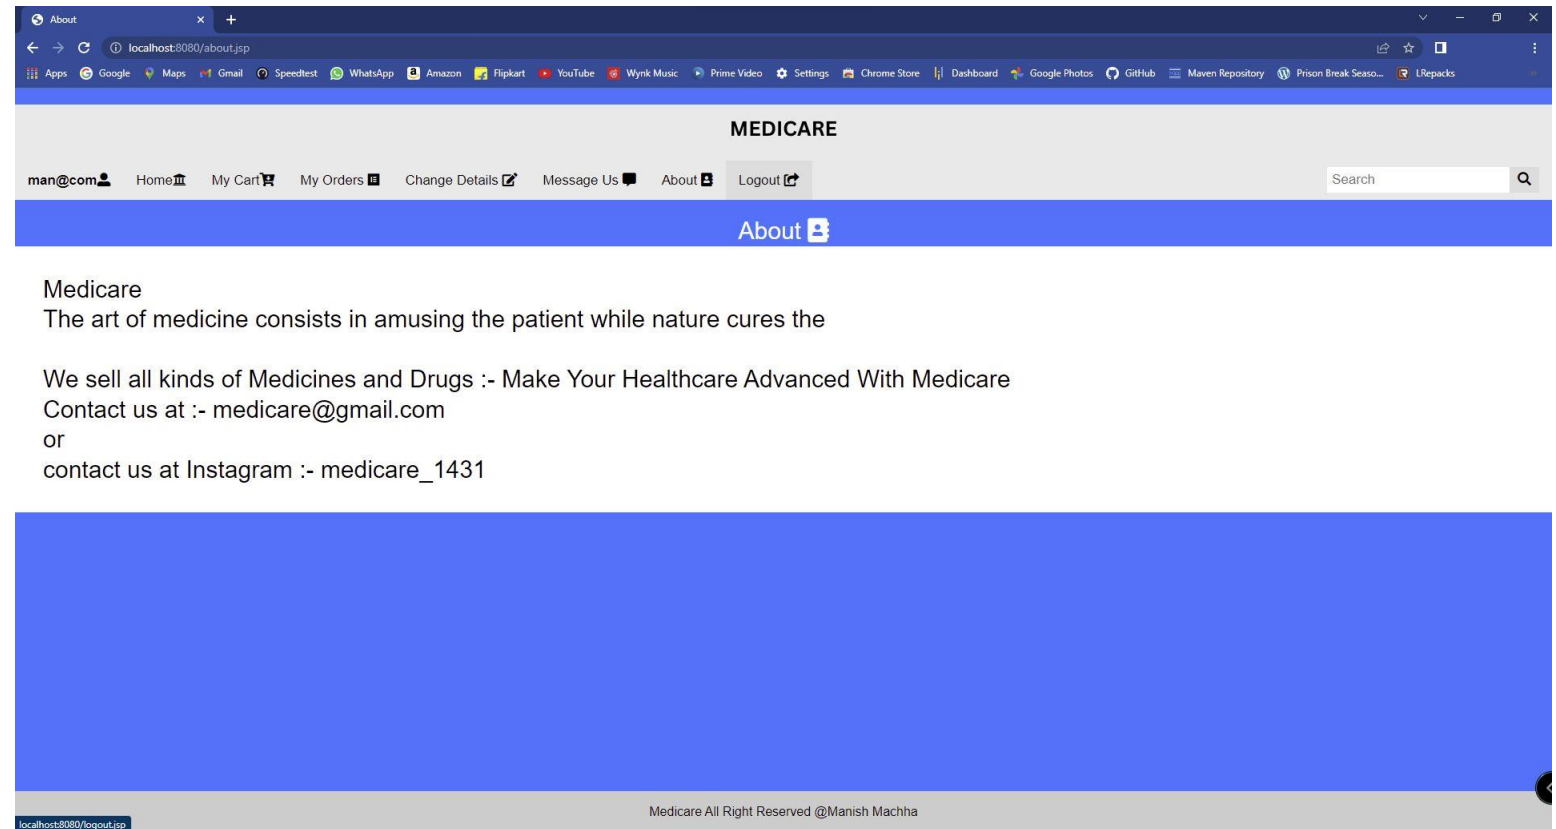 About
localhost:8080/about.jsp
Apps Google Maps Gmail Speedtest WhatsApp Amazon Flipkart YouTube Wynk Music Prime Video Settings Chrome Store Dashboard Google Photos GitHub Maven Repository Prison Break Seaso... LRepacks
MEDICARE
man@com Home My Cart My Orders Change Details Message Us About Logout Search
About
Medicare
The art of medicine consists in amusing the patient while nature cures the
We sell all kinds of Medicines and Drugs :- Make Your Healthcare Advanced With Medicare
Contact us at :- medicare@gmail.com
or
contact us at Instagram :- medicare_1431
Medicare All Right Reserved @Manish Machha
localhost:8080/logout.jsp